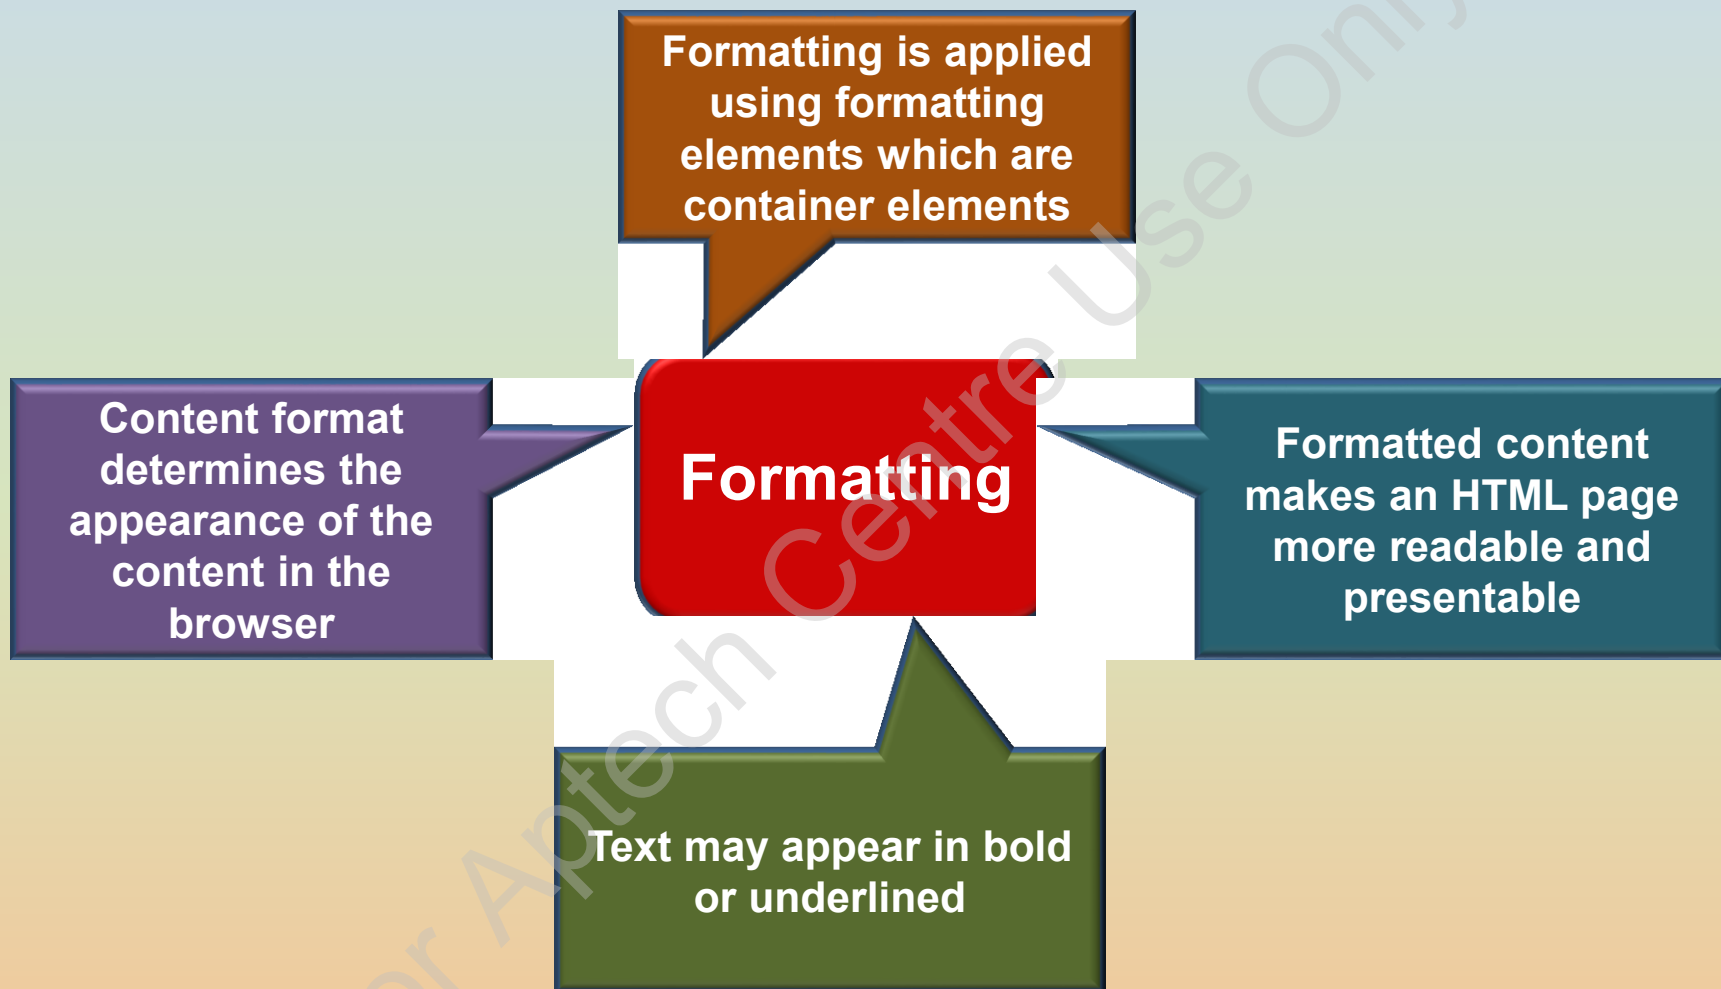 Formatting is applied
using formatting
elements which are
container elements
Content format
determines the
appearance of the
content in the
browser
Formatting
Formatted content
makes an HTML page
more readable and
presentable
Text may appear in bold
or underlined
Aptech Centre Use Only